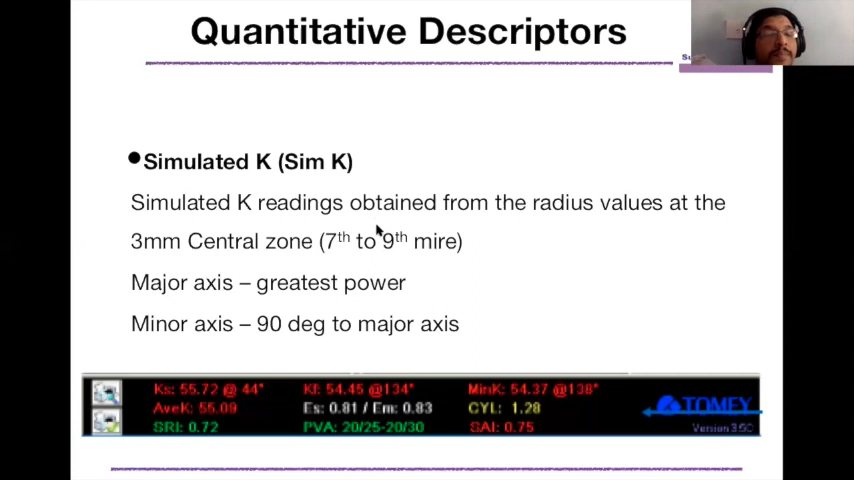 Quantitative Descriptors
Simulated K (Sim K)
Simulated K readings obtained from the radius values at the
3mm Central zone (7th to 9th mire)
Major axis – greatest power
Minor axis – 90 deg to major axis
Ks: 55.72 @ 44° Kf: 54.45 @134° MinK: 54.37 @138°
AveK: 55.09 Es: 0.81 / Em: 0.83 CYL: 1.28 TOMEY
SRI: 0.72 PVA: 20/25-20/30 SAI: 0.75 Version 3.50